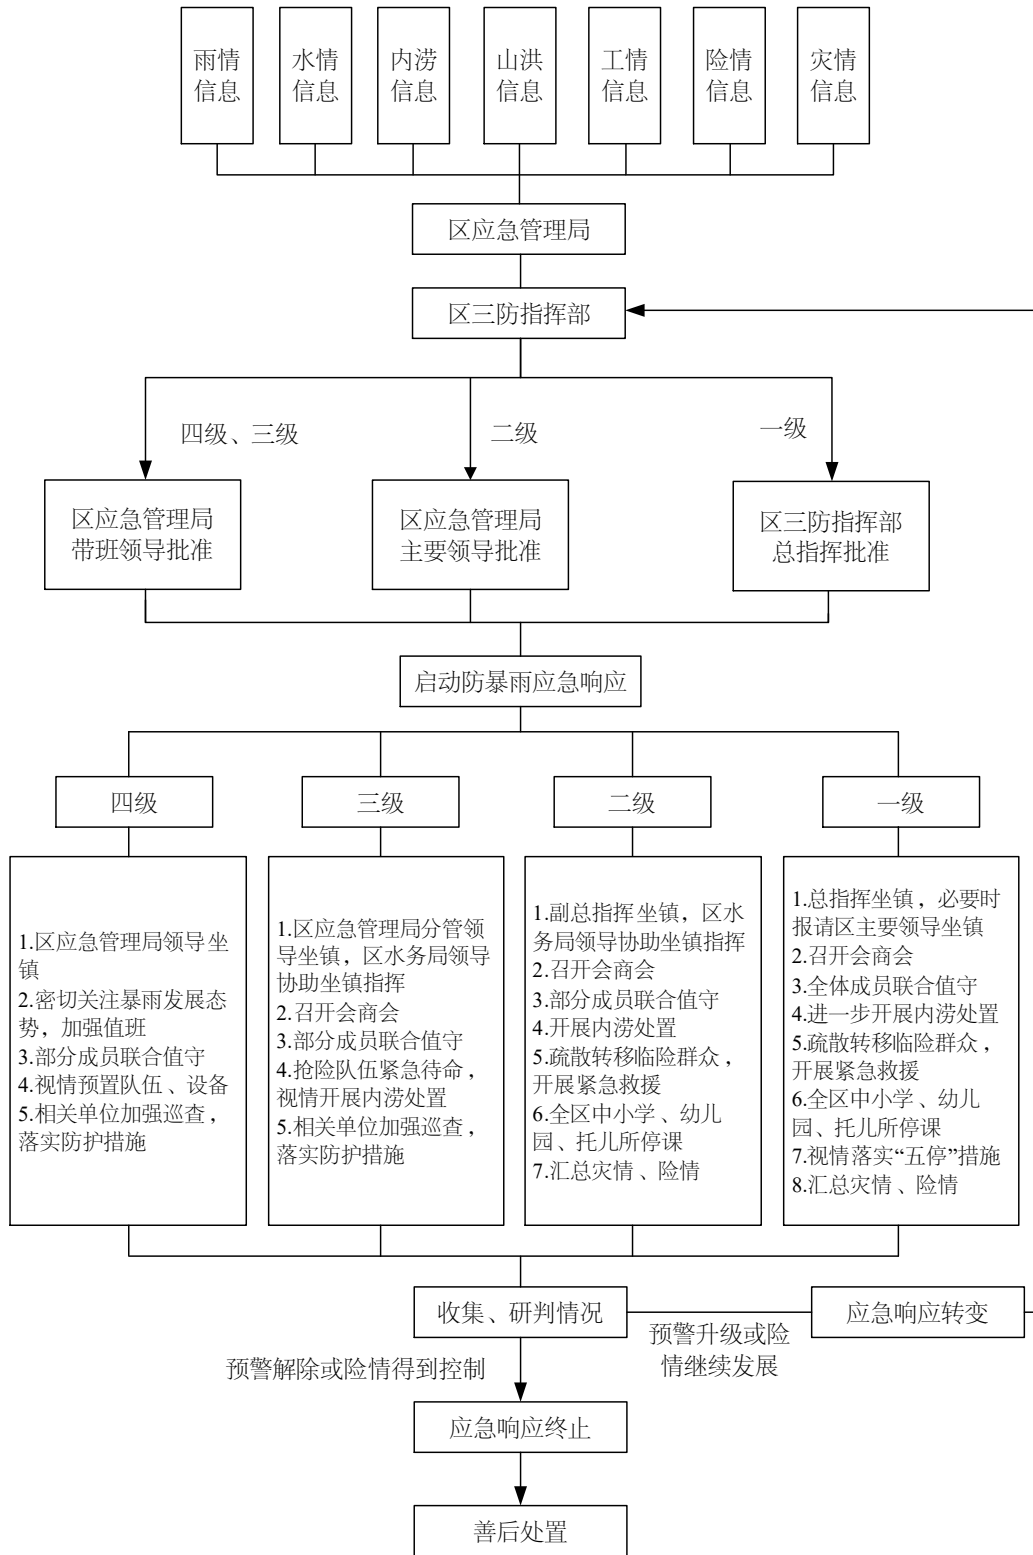 雨情
信息
水情
信息
内涝
信息
山洪
信息
工情
信息
险情
信息
灾情
信息
区应急管理局
区三防指挥部
四级、三级
二级
一级
区应急管理局
带班领导批准
区应急管理局
主要领导批准
区三防指挥部
总指挥批准
启动防暴雨应急响应
四级
三级
二级
一级
1.区应急管理局领导坐
镇
2.密切关注暴雨发展态
势，加强值班
3.部分成员联合值守
4.视情预置队伍、设备
5.相关单位加强巡查，
落实防护措施
1.区应急管理局分管领
导坐镇，区水务局领导
协助坐镇指挥
2.召开会商会
3.部分成员联合值守
4.抢险队伍紧急待命，
视情开展内涝处置
5.相关单位加强巡查，
落实防护措施
1.副总指挥坐镇，区水
务局领导协助坐镇指挥
2.召开会商会
3.部分成员联合值守
4.开展内涝处置
5.疏散转移临险群众，
开展紧急救援
6.全区中小学、幼儿
园、托儿所停课
7.汇总灾情、险情
1.总指挥坐镇，必要时
报请区主要领导坐镇
2.召开会商会
3.全体成员联合值守
4.进一步开展内涝处置
5.疏散转移临险群众，
开展紧急救援
6.全区中小学、幼儿
园、托儿所停课
7.视情落实“五停”措施
8.汇总灾情、险情
收集、研判情况
应急响应转变
预警升级或险
情继续发展
预警解除或险情得到控制
应急响应终止
善后处置